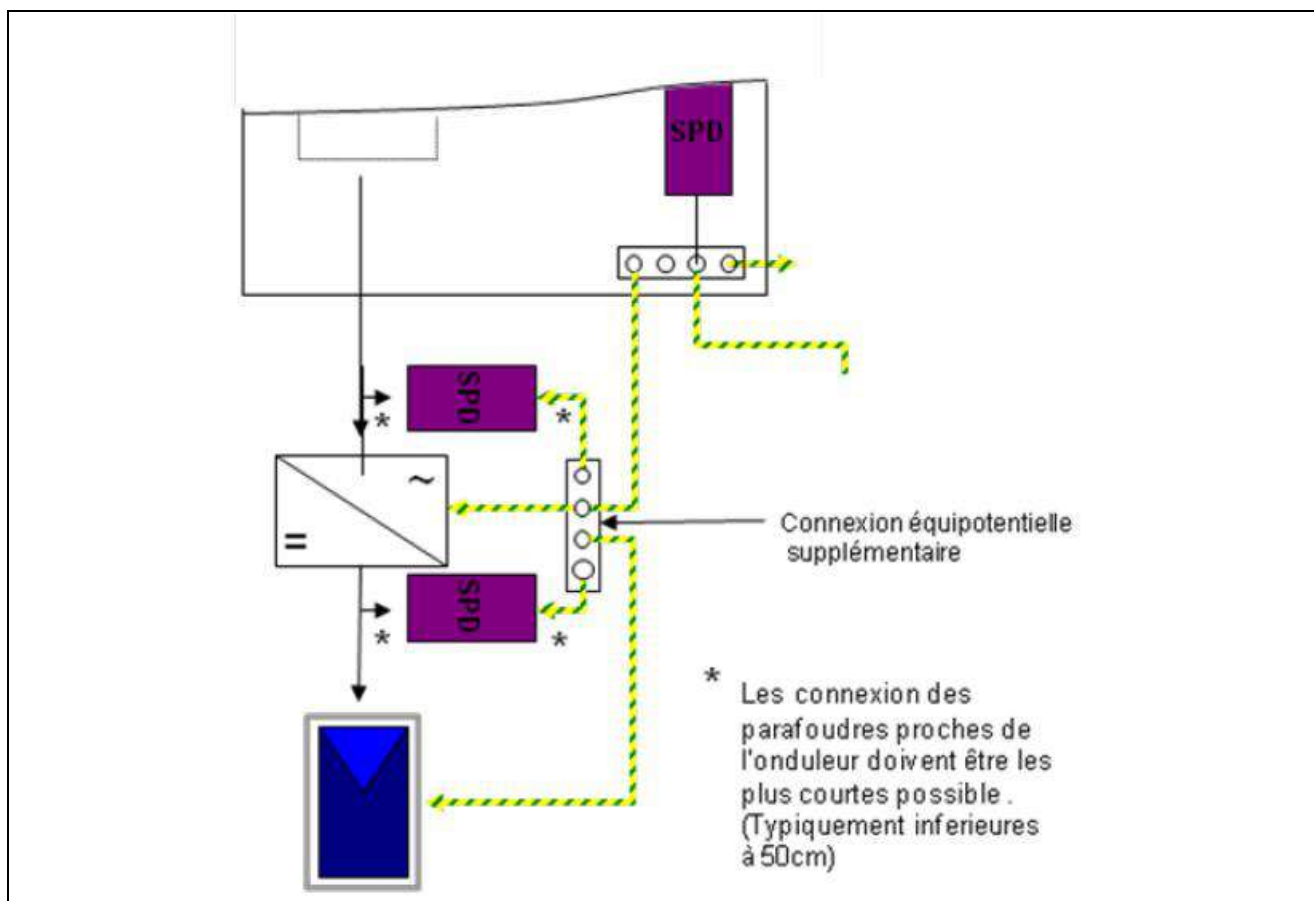 SPD
SPD
~
=
Connexion équipotentielle
supplémentaire
SPD
*
*
*
*
* Les connexion des
parafoudres proches de
l'onduleur doivent être les
plus courtes possible .
(Typiquement inferieures
à 50cm)